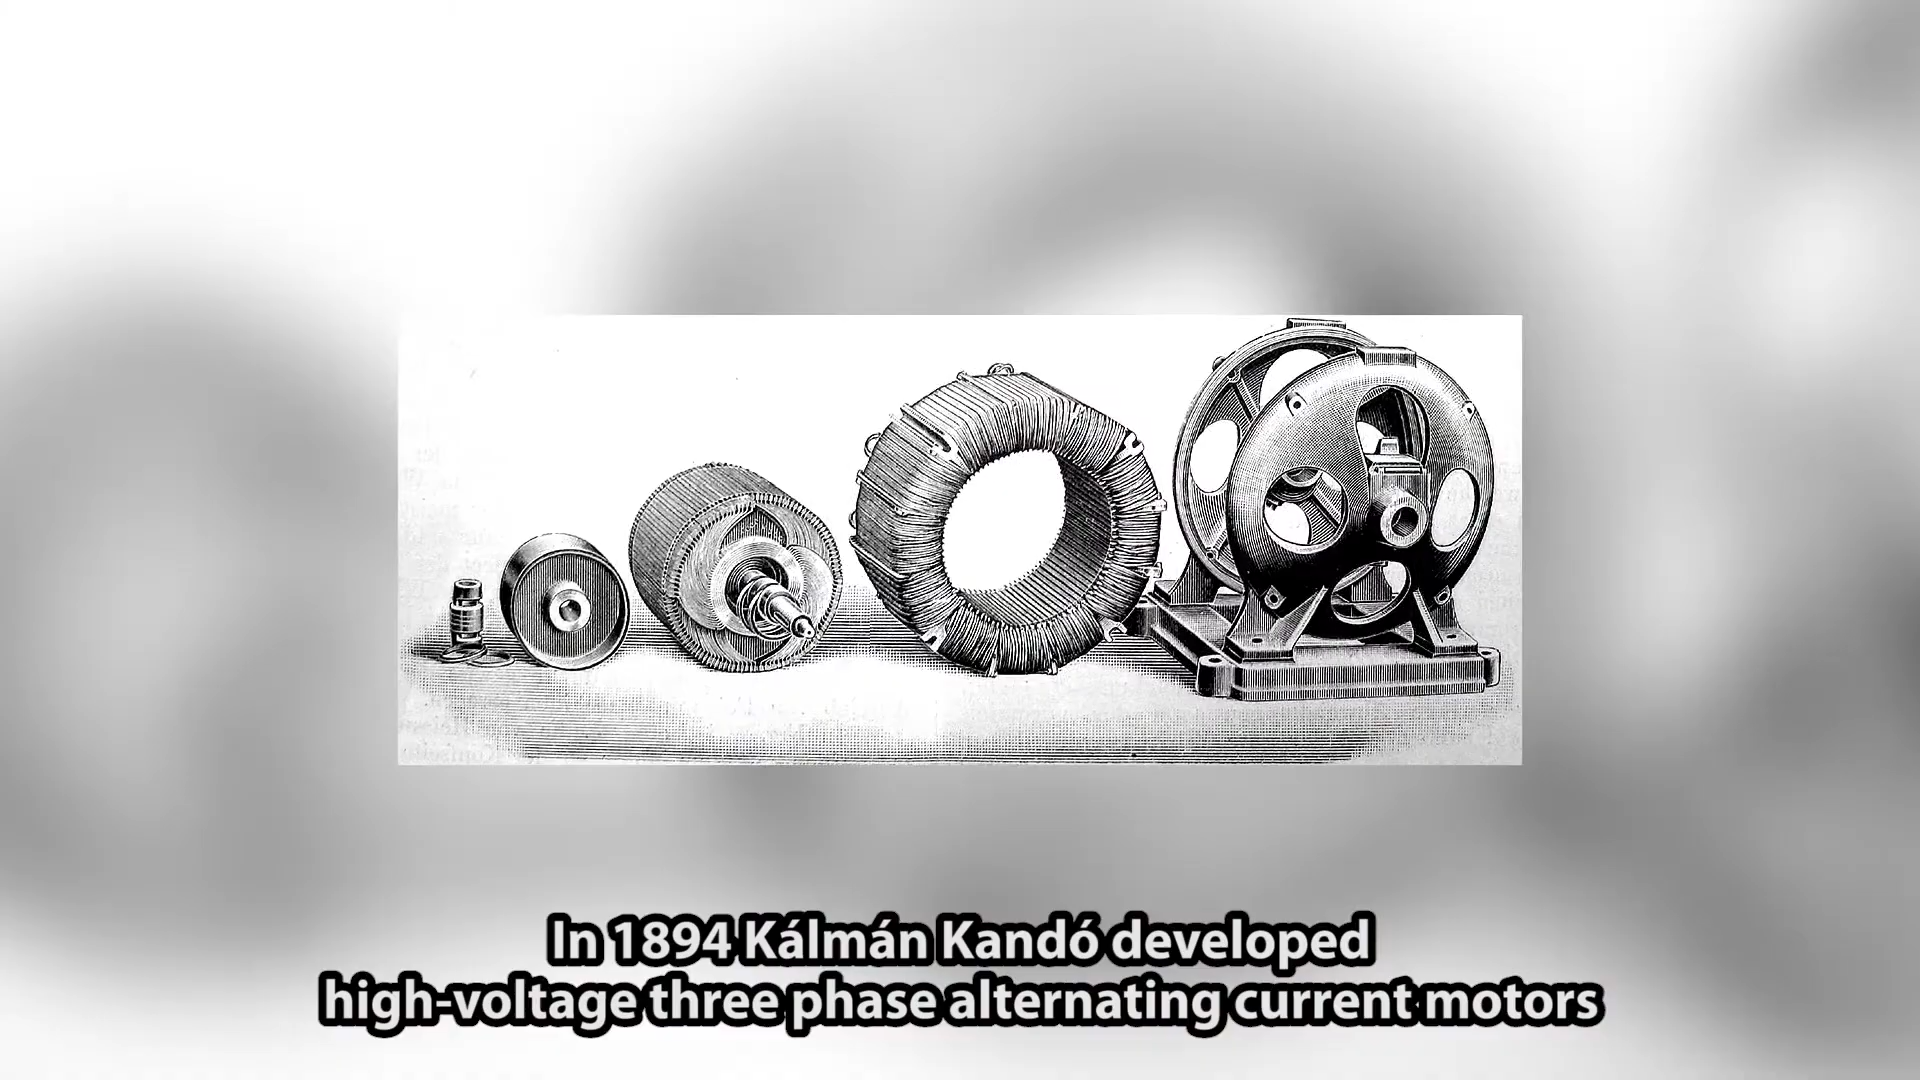 In 1894 Kálmán Kandó developed
high-voltage three phase alternating current motors